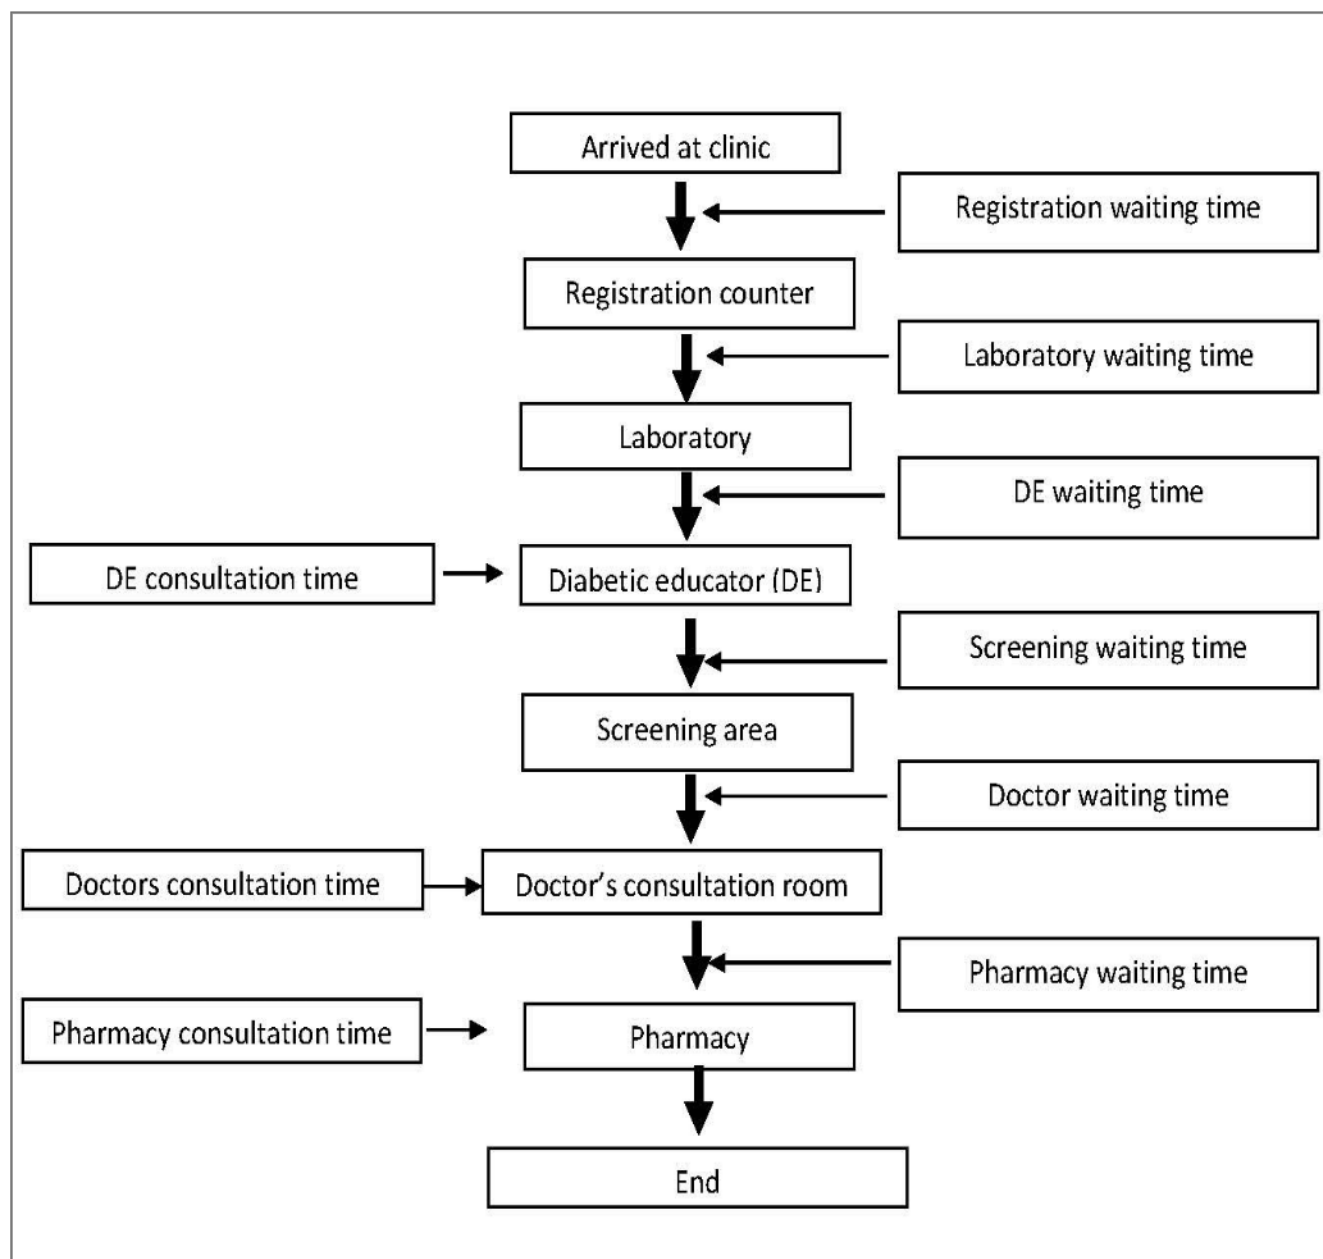 Arrived at clinic
Registration waiting time
Registration counter
Laboratory waiting time
Laboratory
DE waiting time
DE consultation time
Diabetic educator (DE)
Screening waiting time
Screening area
Doctor waiting time
Doctors consultation time
Doctor’s consultation room
Pharmacy waiting time
Pharmacy consultation time
Pharmacy
End